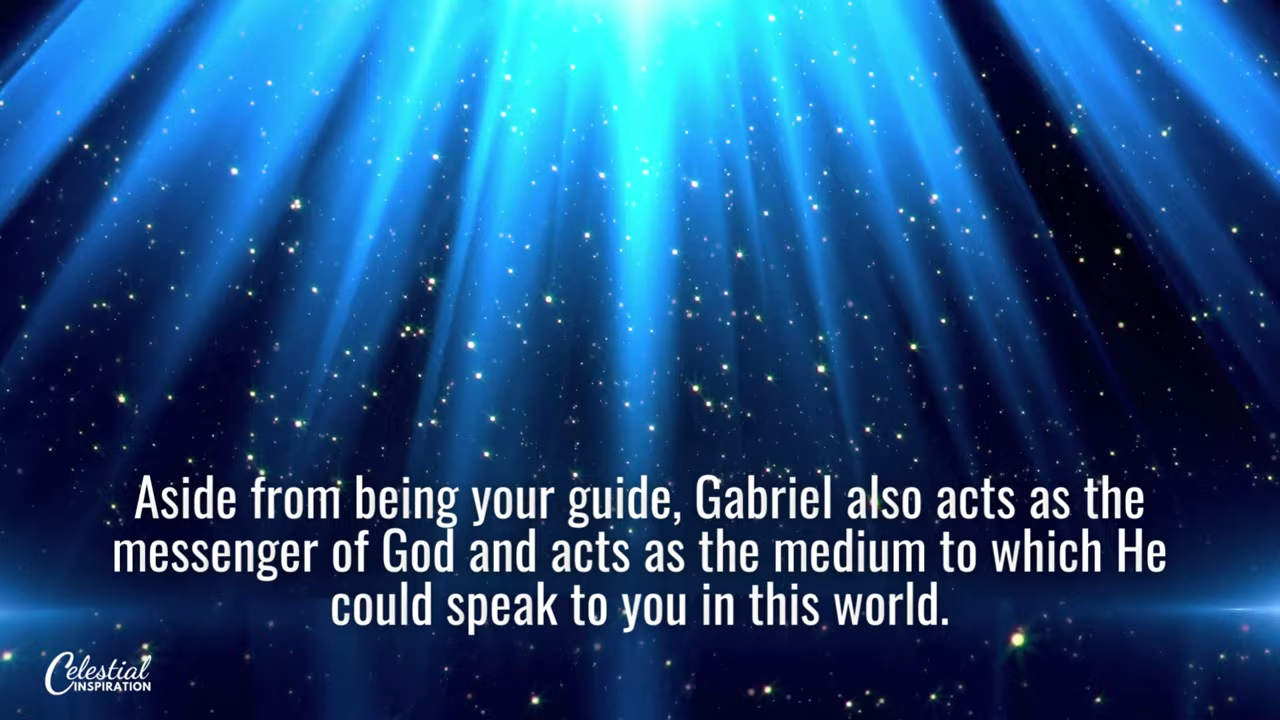 Aside from being your guide, Gabriel also acts as the
messenger of God and acts as the medium to which He
could speak to you in this world.
Celestial
INSPIRATION